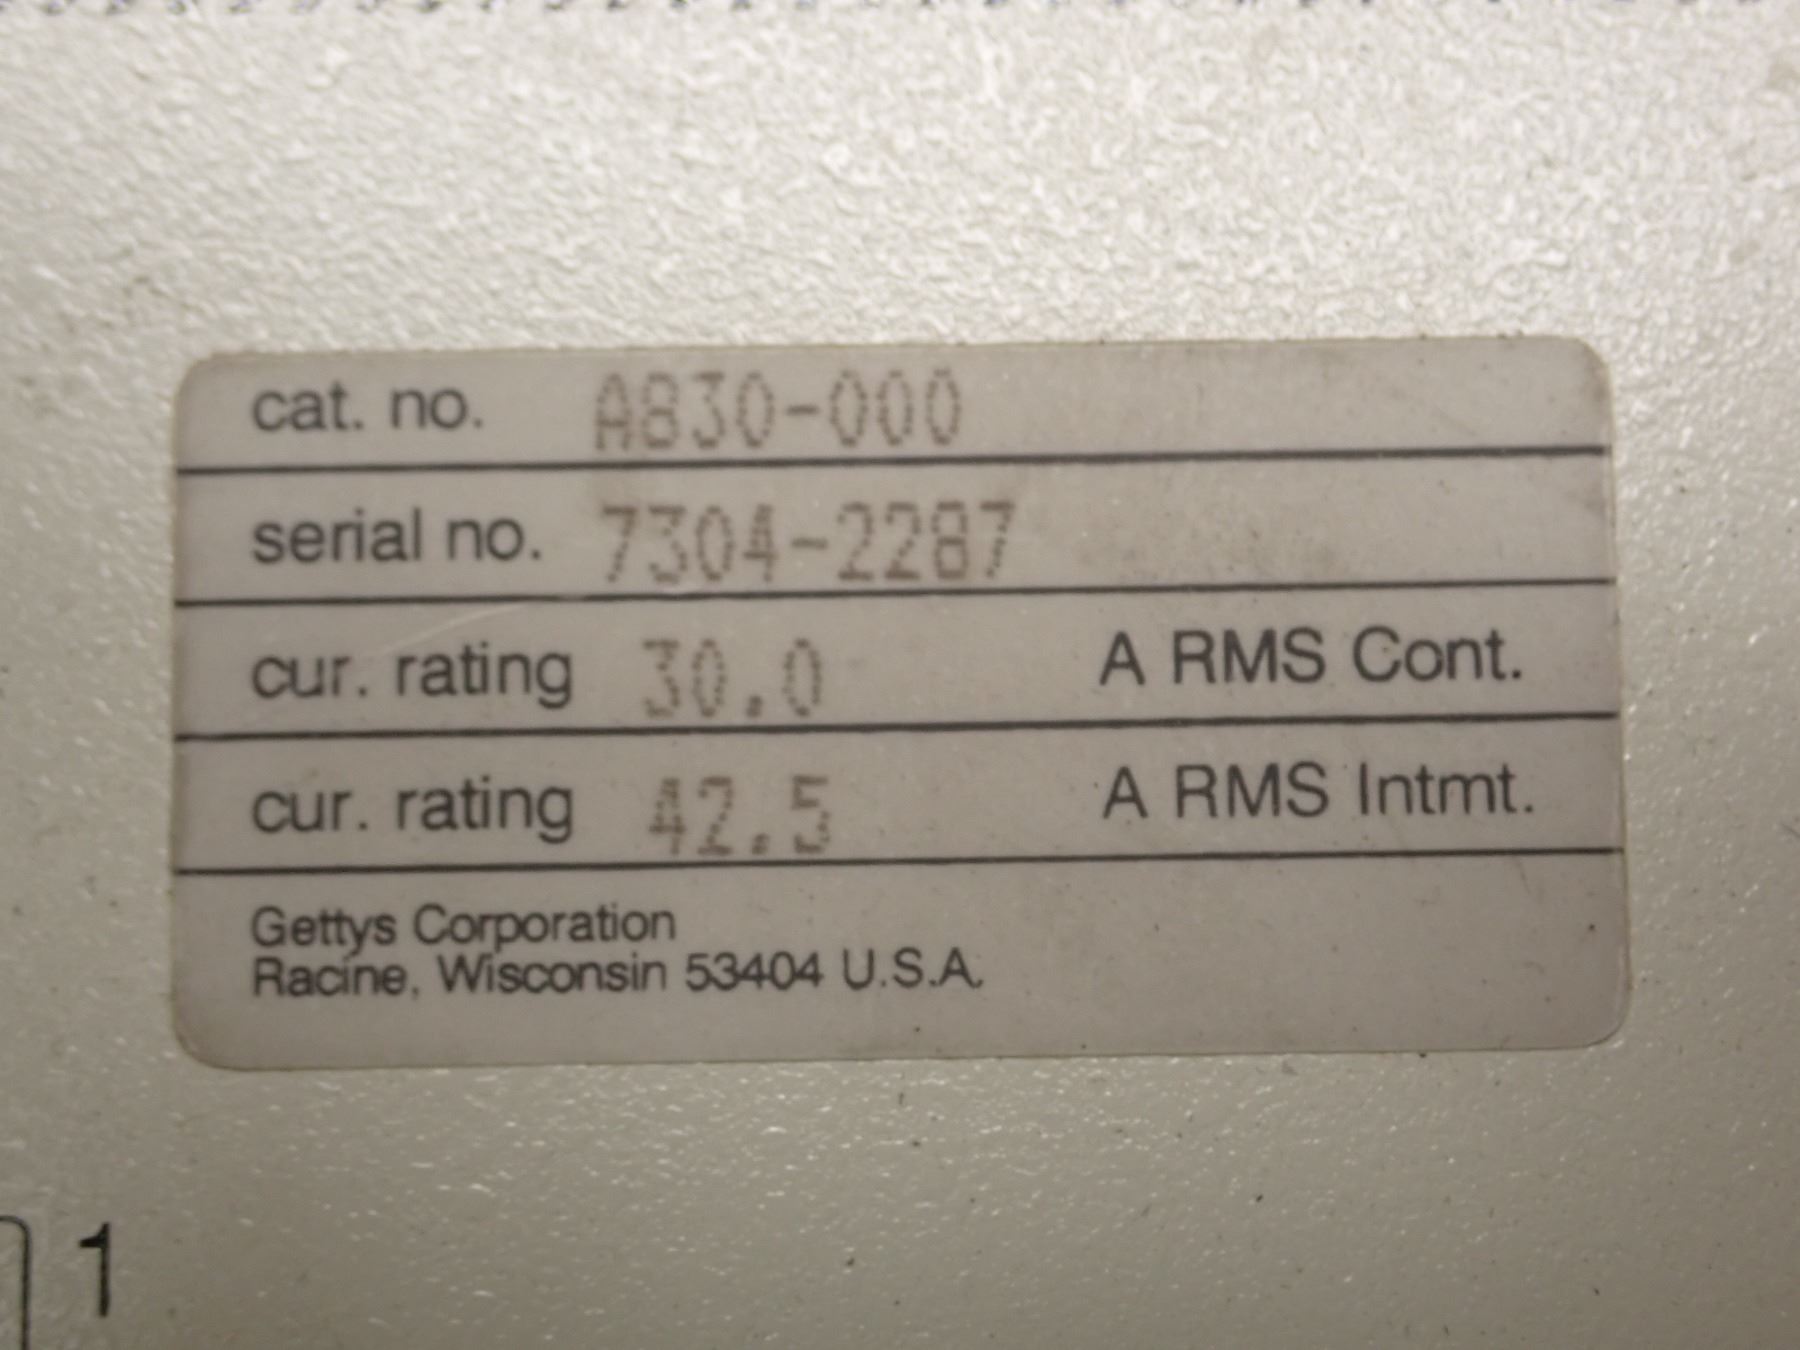 cat. no. A830-000
serial no. 7304-2287
cur. rating 30.0 A RMS Cont.
cur. rating 42.5 A RMS Intmt.
Gettys Corporation
Racine, Wisconsin 53404 U.S.A.
1